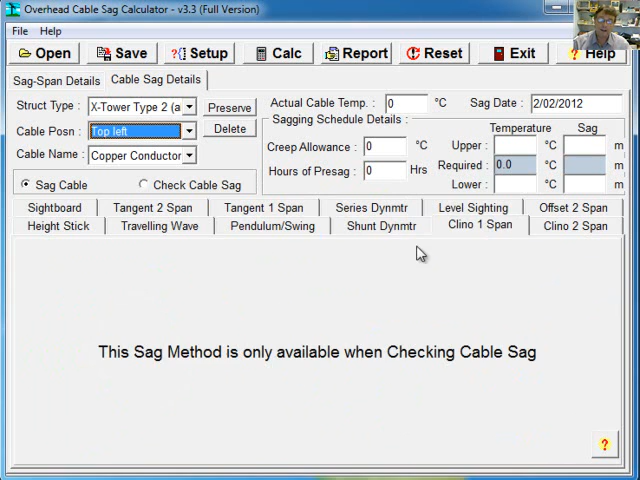 Overhead Cable Sag Calculator - v3.3 (Full Version)
File Help
Open Save Setup Calc Report Reset Exit Help
Sag-Span Details Cable Sag Details
Struct Type : X-Tower Type 2 (a Preserve
Cable Posn : Top left Delete
Cable Name : Copper Conductor
Sag Cable Check Cable Sag
Actual Cable Temp. : 0 °C Sag Date : 2/02/2012
Sagging Schedule Details :
Temperature Sag
Creep Allowance : 0 °C Upper : °C m
Required : 0.0 °C m
Hours of Presag : 0 Hrs Lower : °C m
Sightboard Tangent 2 Span Tangent 1 Span Series Dynmtr Level Sighting Offset 2 Span
Height Stick Travelling Wave Pendulum/Swing Shunt Dynmtr Clino 1 Span Clino 2 Span
This Sag Method is only available when Checking Cable Sag
?